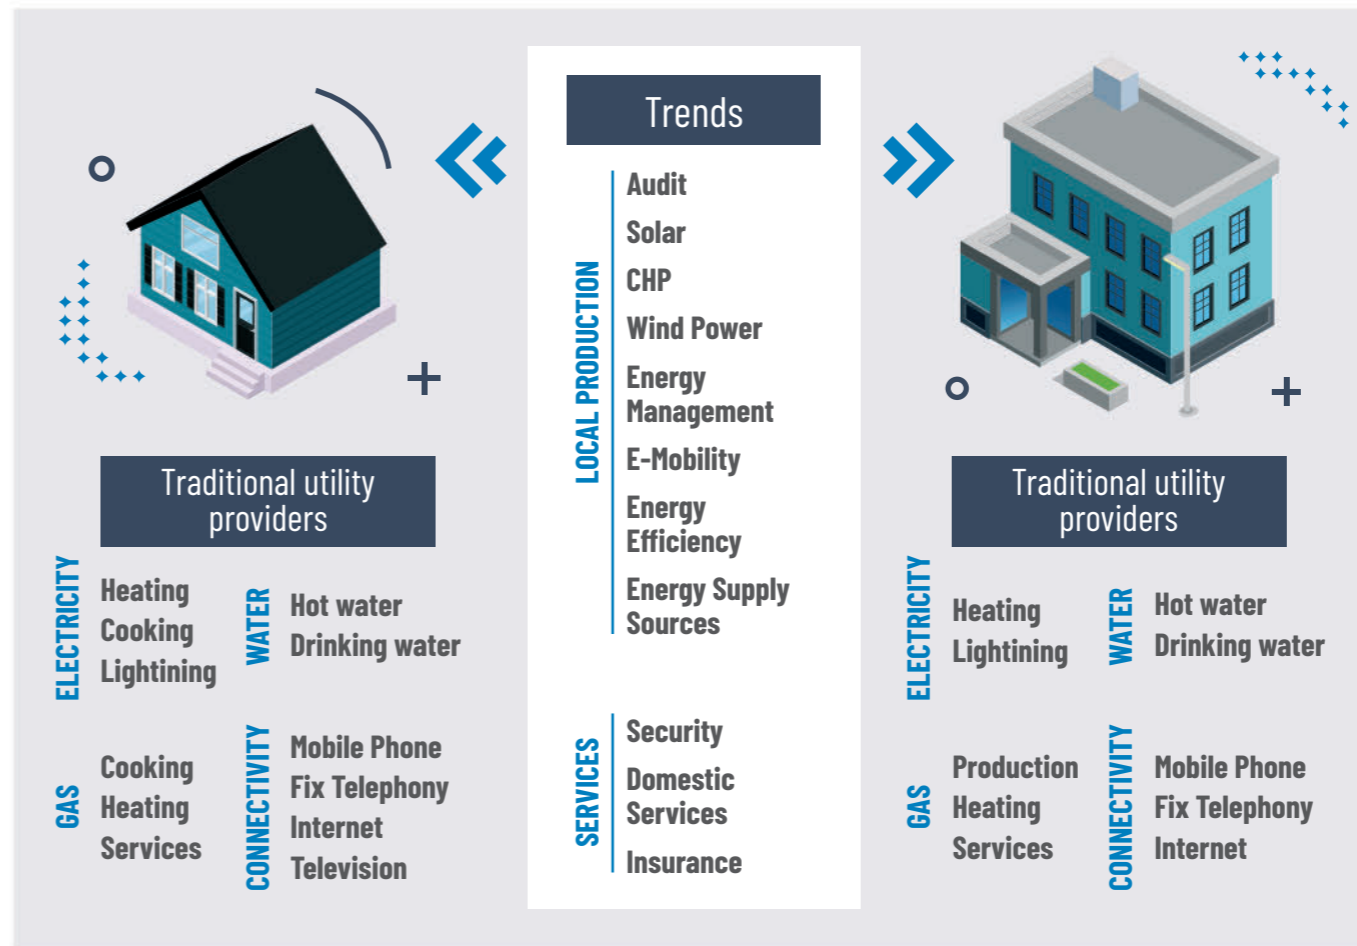 Trends
LOCAL PRODUCTION
Audit
Solar
CHP
Wind Power
Energy
Management
E-Mobility
Energy
Efficiency
Energy Supply
Sources
SERVICES
Security
Domestic
Services
Insurance
Traditional utility
providers
ELECTRICITY
Heating
Cooking
Lightining
WATER
Hot water
Drinking water
GAS
Cooking
Heating
Services
CONNECTIVITY
Mobile Phone
Fix Telephony
Internet
Television
Traditional utility
providers
ELECTRICITY
Heating
Lightining
WATER
Hot water
Drinking water
GAS
Production
Heating
Services
CONNECTIVITY
Mobile Phone
Fix Telephony
Internet